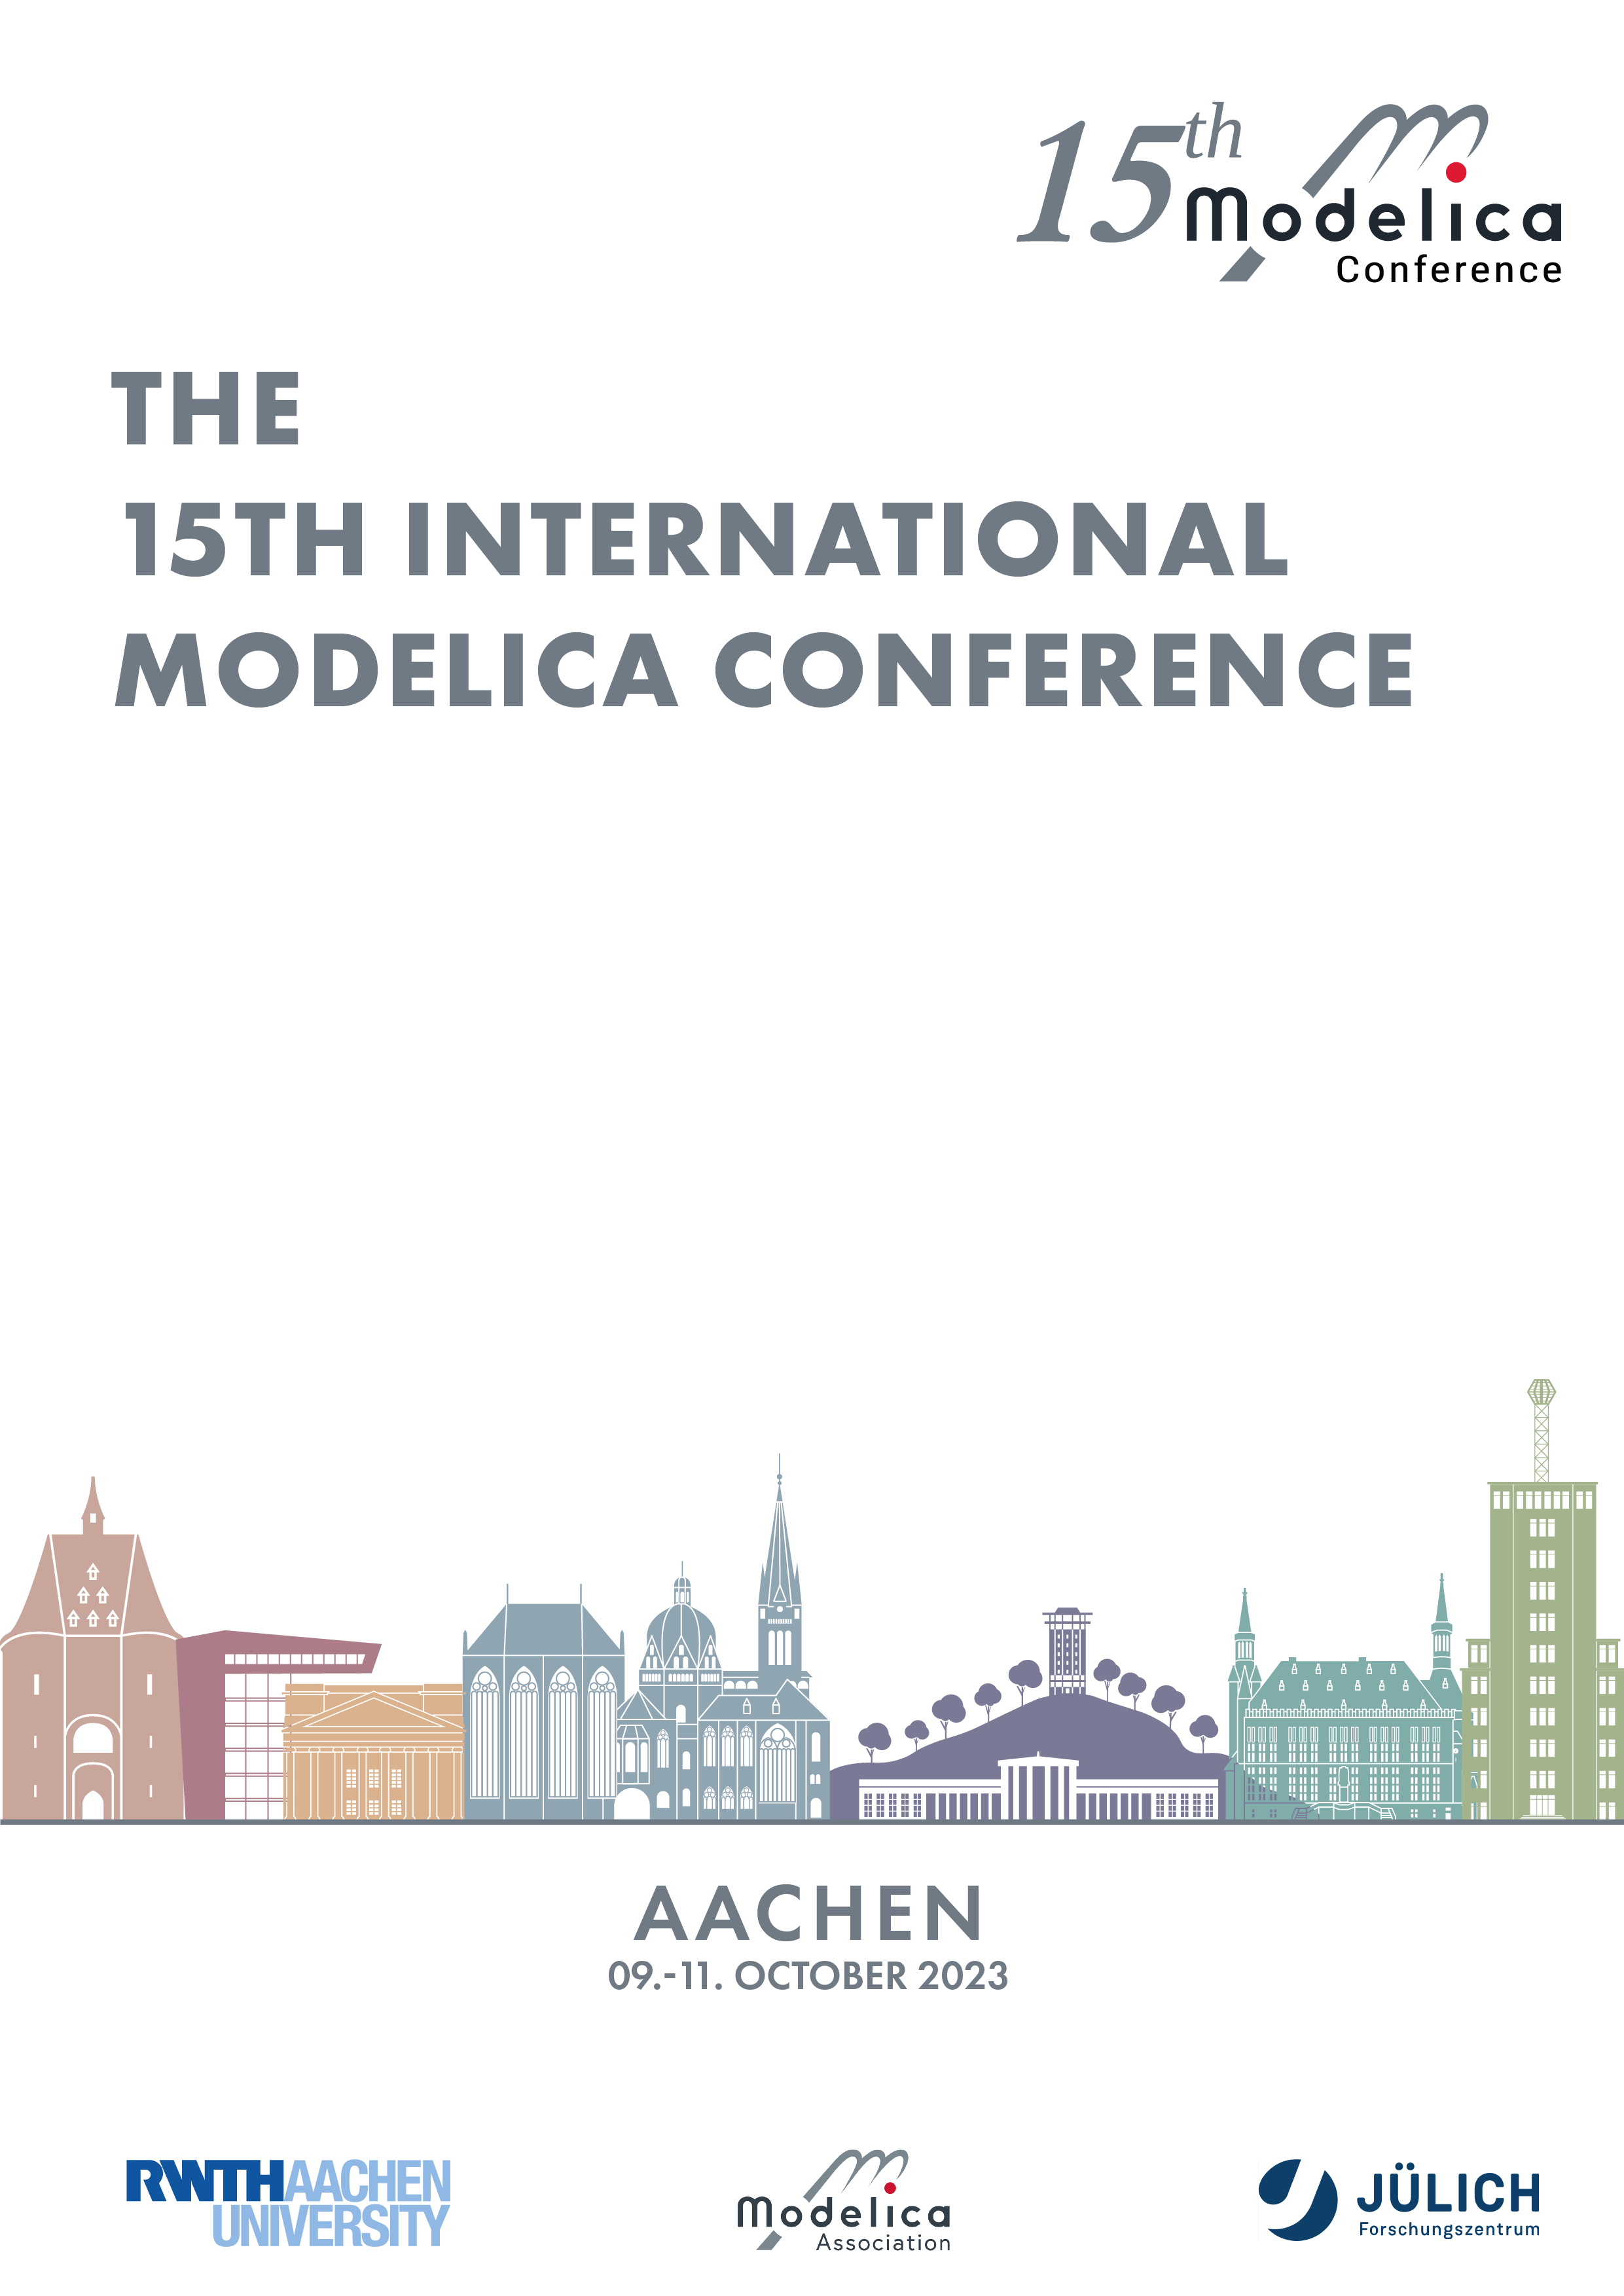 15th Modelica
Conference
THE
15TH INTERNATIONAL
MODELICA CONFERENCE
AACHEN
09.-11. OCTOBER 2023
RWTHAACHEN
UNIVERSITY
Modelica
Association
JÜLICH
Forschungszentrum